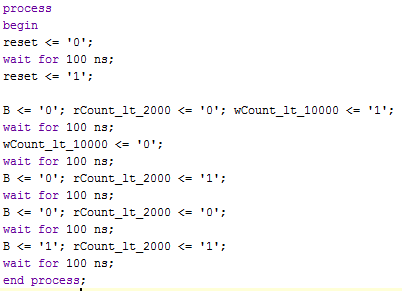 process
begin
reset <= '0';
wait for 100 ns;
reset <= '1';
B <= '0'; rCount_lt_2000 <= '0'; wCount_lt_10000 <= '1';
wait for 100 ns;
wCount_lt_10000 <= '0';
wait for 100 ns;
B <= '0'; rCount_lt_2000 <= '1';
wait for 100 ns;
B <= '0'; rCount_lt_2000 <= '0';
wait for 100 ns;
B <= '1'; rCount_lt_2000 <= '1';
wait for 100 ns;
end process;